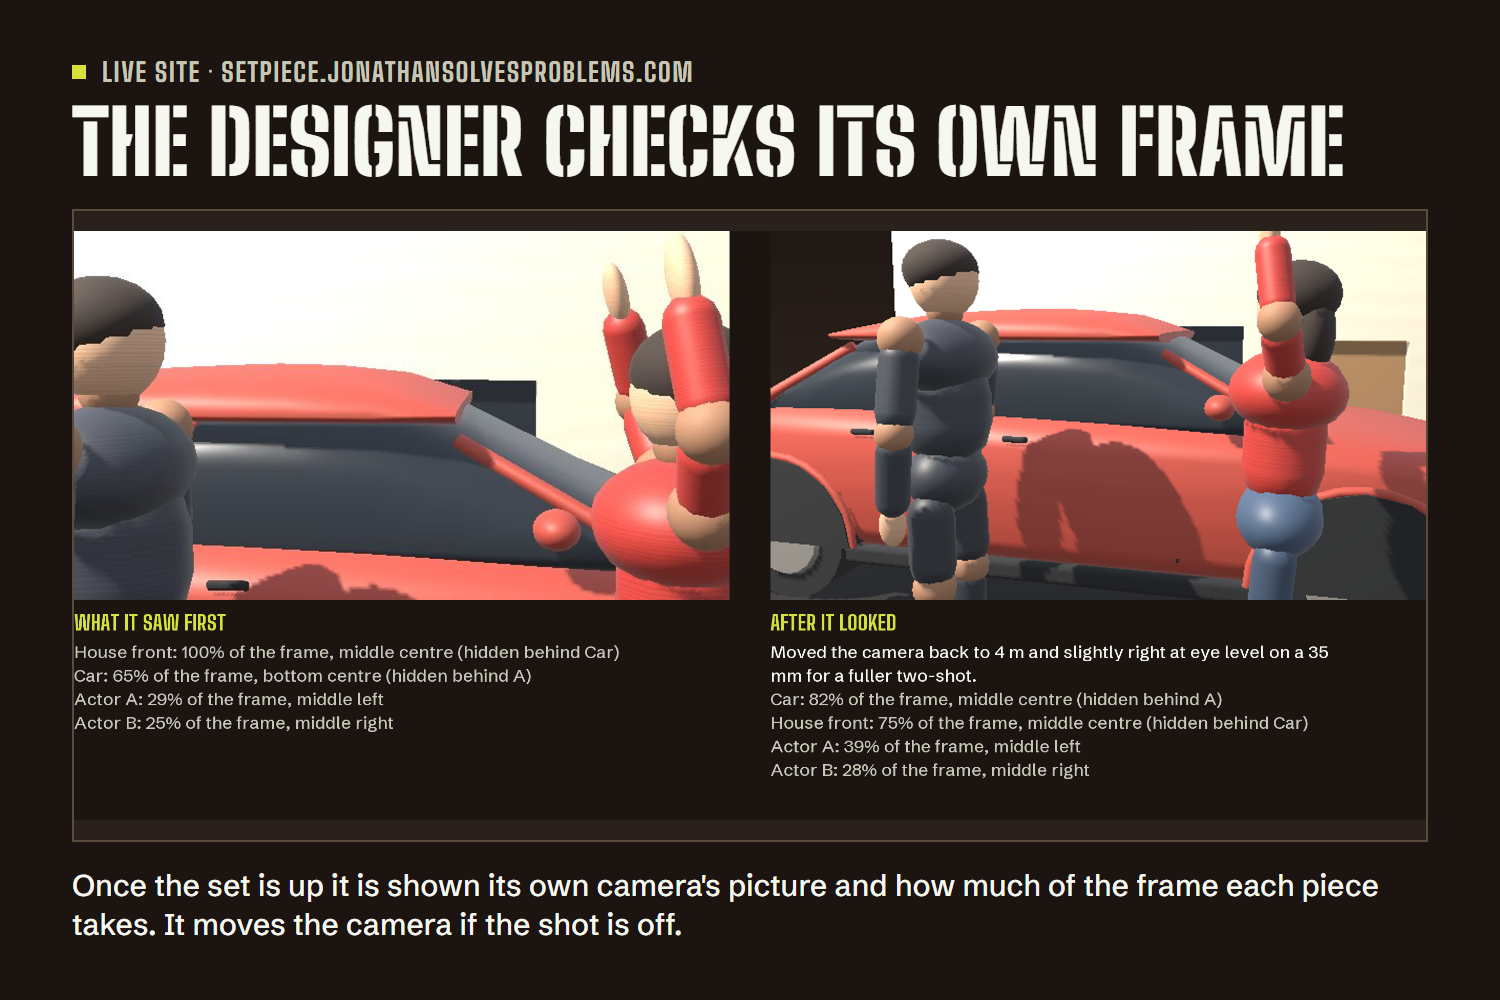 LIVE SITE · SETPIECE.JONATHANSOLVESPROBLEMS.COM
THE DESIGNER CHECKS ITS OWN FRAME
WHAT IT SAW FIRST
House front: 100% of the frame, middle centre (hidden behind Car)
Car: 65% of the frame, bottom centre (hidden behind A)
Actor A: 29% of the frame, middle left
Actor B: 25% of the frame, middle right
AFTER IT LOOKED
Moved the camera back to 4 m and slightly right at eye level on a 35
mm for a fuller two-shot.
Car: 82% of the frame, middle centre (hidden behind A)
House front: 75% of the frame, middle centre (hidden behind Car)
Actor A: 39% of the frame, middle left
Actor B: 28% of the frame, middle right
Once the set is up it is shown its own camera's picture and how much of the frame each piece
takes. It moves the camera if the shot is off.